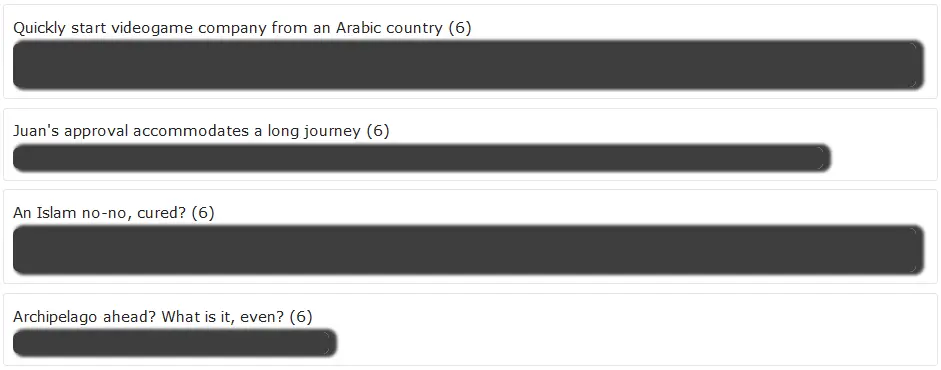 Quickly start videogame company from an Arabic country (6)
Juan's approval accommodates a long journey (6)
An Islam no-no, cured? (6)
Archipelago ahead? What is it, even? (6)